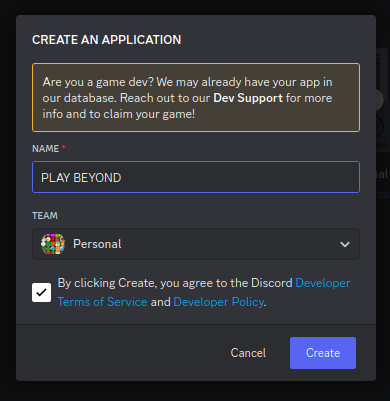 CREATE AN APPLICATION
Are you a game dev? We may already have your app in
our database. Reach out to our Dev Support for more
info and to claim your game!
NAME *
PLAY BEYOND
TEAM
Personal
By clicking Create, you agree to the Discord Developer
Terms of Service and Developer Policy.
Cancel
Create